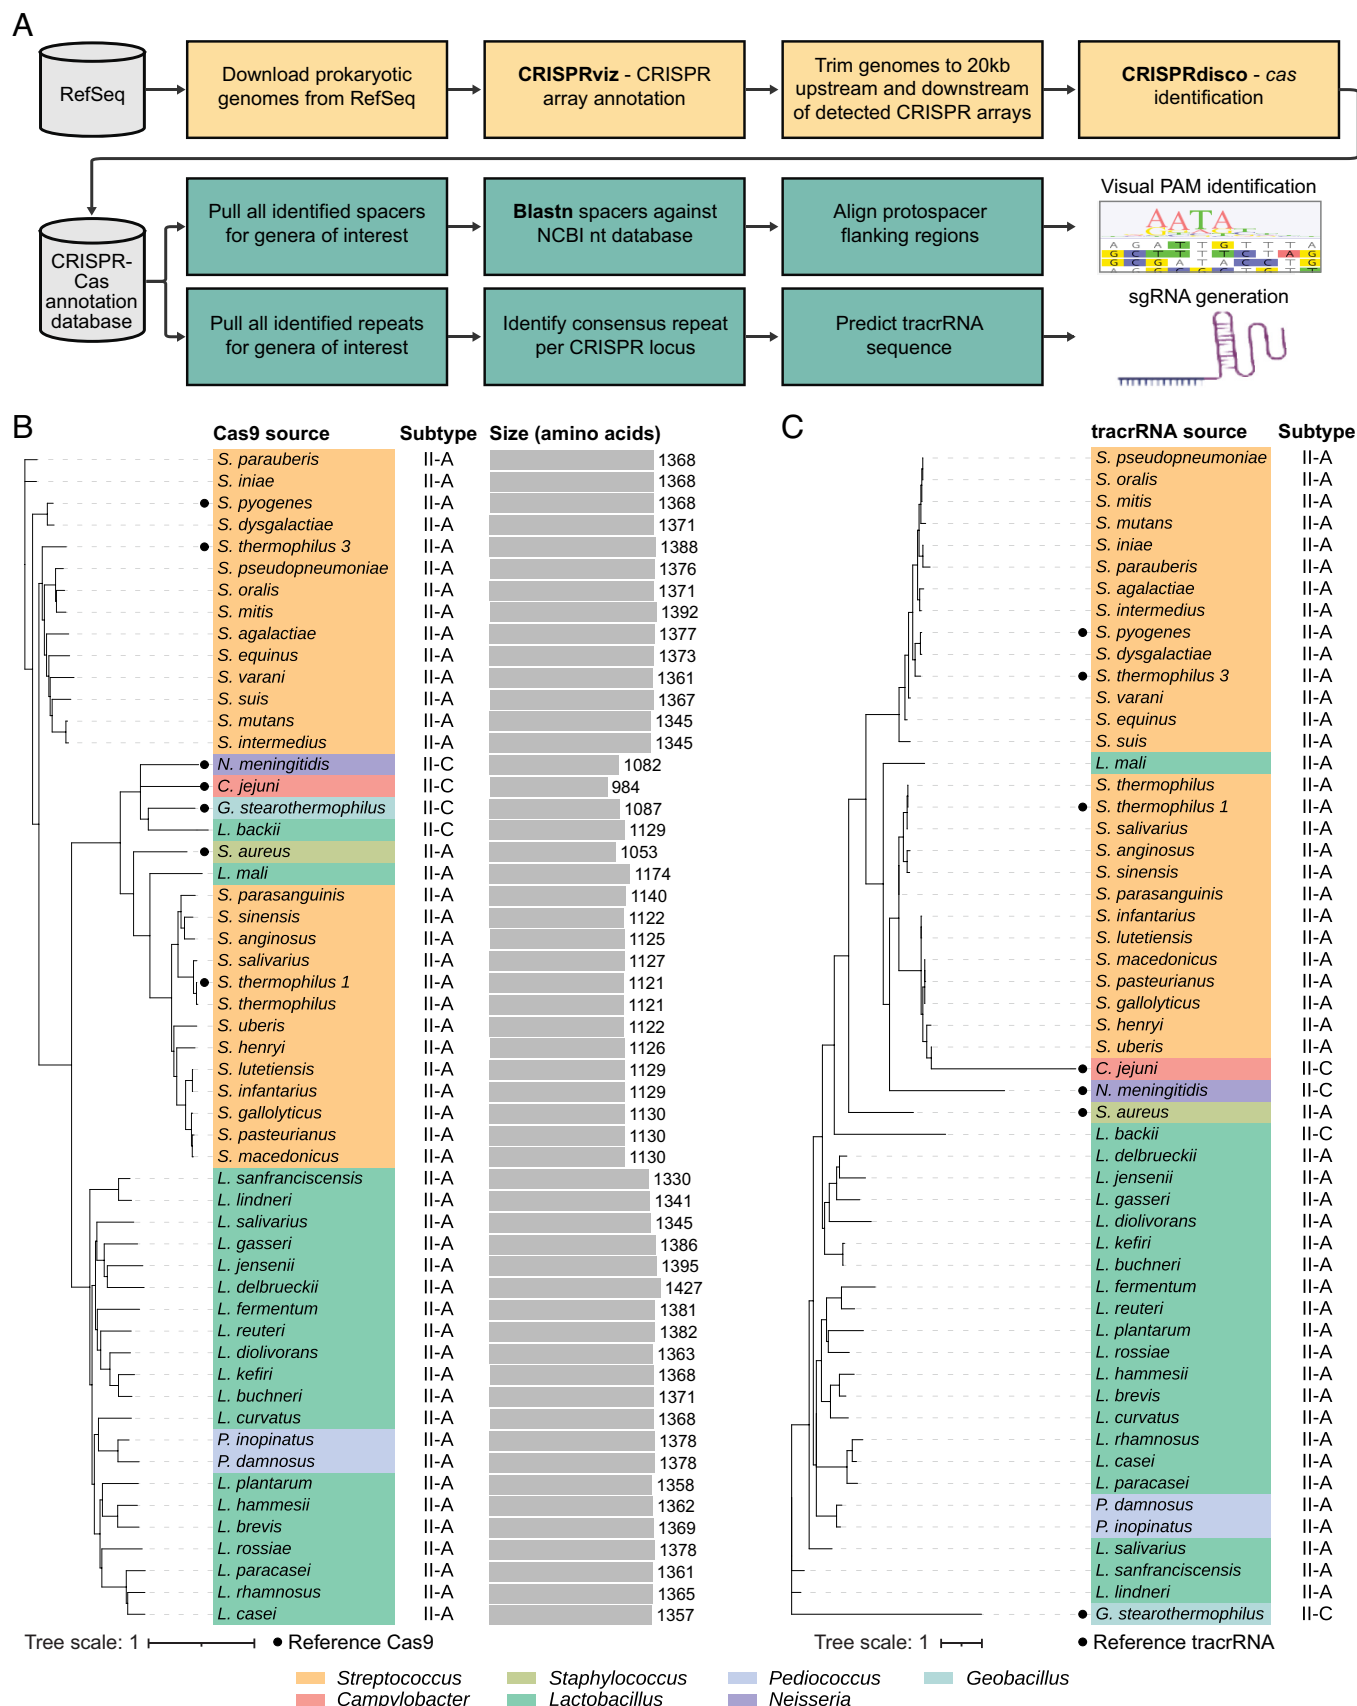 A
RefSeq
Download prokaryotic
genomes from RefSeq
CRISPRviz - CRISPR
array annotation
Trim genomes to 20kb
upstream and downstream
of detected CRISPR arrays
CRISPRdisco - cas
identification
CRISPR-
Cas
annotation
database
Pull all identified spacers
for genera of interest
Blastn spacers against
NCBI nt database
Align protospacer
flanking regions
Visual PAM identification
AATA
Pull all identified repeats
for genera of interest
Identify consensus repeat
per CRISPR locus
Predict tracrRNA
sequence
sgRNA generation
B
Cas9 source Subtype Size (amino acids)
S. parauberis II-A 1368
S. iniae II-A 1368
S. pyogenes II-A 1368
S. dysgalactiae II-A 1371
S. thermophilus 3 II-A 1388
S. pseudopneumoniae II-A 1376
S. oralis II-A 1371
S. mitis II-A 1392
S. agalactiae II-A 1377
S. equinus II-A 1373
S. varani II-A 1361
S. suis II-A 1367
S. mutans II-A 1345
S. intermedius II-A 1345
N. meningitidis II-C 1082
C. jejuni II-C 984
G. stearothermophilus II-C 1087
L. backii II-C 1129
S. aureus II-A 1053
L. mali II-A 1174
S. parasanguinis II-A 1140
S. sinensis II-A 1122
S. anginosus II-A 1125
S. salivarius II-A 1127
S. thermophilus 1 II-A 1121
S. thermophilus II-A 1121
S. uberis II-A 1122
S. henryi II-A 1126
S. lutetiensis II-A 1129
S. infantarius II-A 1129
S. gallolyticus II-A 1130
S. pasteurianus II-A 1130
S. macedonicus II-A 1130
L. sanfranciscensis II-A 1330
L. lindneri II-A 1341
L. salivarius II-A 1345
L. gasseri II-A 1386
L. jensenii II-A 1395
L. delbrueckii II-A 1427
L. fermentum II-A 1381
L. reuteri II-A 1382
L. diolivorans II-A 1363
L. kefiri II-A 1368
L. buchneri II-A 1371
L. curvatus II-A 1368
P. inopinatus II-A 1378
P. damnosus II-A 1378
L. plantarum II-A 1358
L. hammesii II-A 1362
L. brevis II-A 1369
L. rossiae II-A 1378
L. paracasei II-A 1361
L. rhamnosus II-A 1365
L. casei II-A 1357
Tree scale: 1
Reference Cas9
C
tracrRNA source Subtype
S. pseudopneumoniae II-A
S. oralis II-A
S. mitis II-A
S. mutans II-A
S. iniae II-A
S. parauberis II-A
S. agalactiae II-A
S. intermedius II-A
S. pyogenes II-A
S. dysgalactiae II-A
S. thermophilus 3 II-A
S. varani II-A
S. equinus II-A
S. suis II-A
L. mali II-A
S. thermophilus II-A
S. thermophilus 1 II-A
S. salivarius II-A
S. anginosus II-A
S. sinensis II-A
S. parasanguinis II-A
S. infantarius II-A
S. lutetiensis II-A
S. macedonicus II-A
S. pasteurianus II-A
S. gallolyticus II-A
S. henryi II-A
S. uberis II-A
C. jejuni II-C
N. meningitidis II-C
S. aureus II-A
L. backii II-C
L. delbrueckii II-A
L. jensenii II-A
L. gasseri II-A
L. diolivorans II-A
L. kefiri II-A
L. buchneri II-A
L. fermentum II-A
L. reuteri II-A
L. plantarum II-A
L. rossiae II-A
L. hammesii II-A
L. brevis II-A
L. curvatus II-A
L. rhamnosus II-A
L. casei II-A
L. paracasei II-A
P. damnosus II-A
P. inopinatus II-A
L. salivarius II-A
L. sanfranciscensis II-A
L. lindneri II-A
G. stearothermophilus II-C
Tree scale: 1
Reference tracrRNA
Streptococcus Staphylococcus Pediococcus Geobacillus
Campylobacter Lactobacillus Neisseria